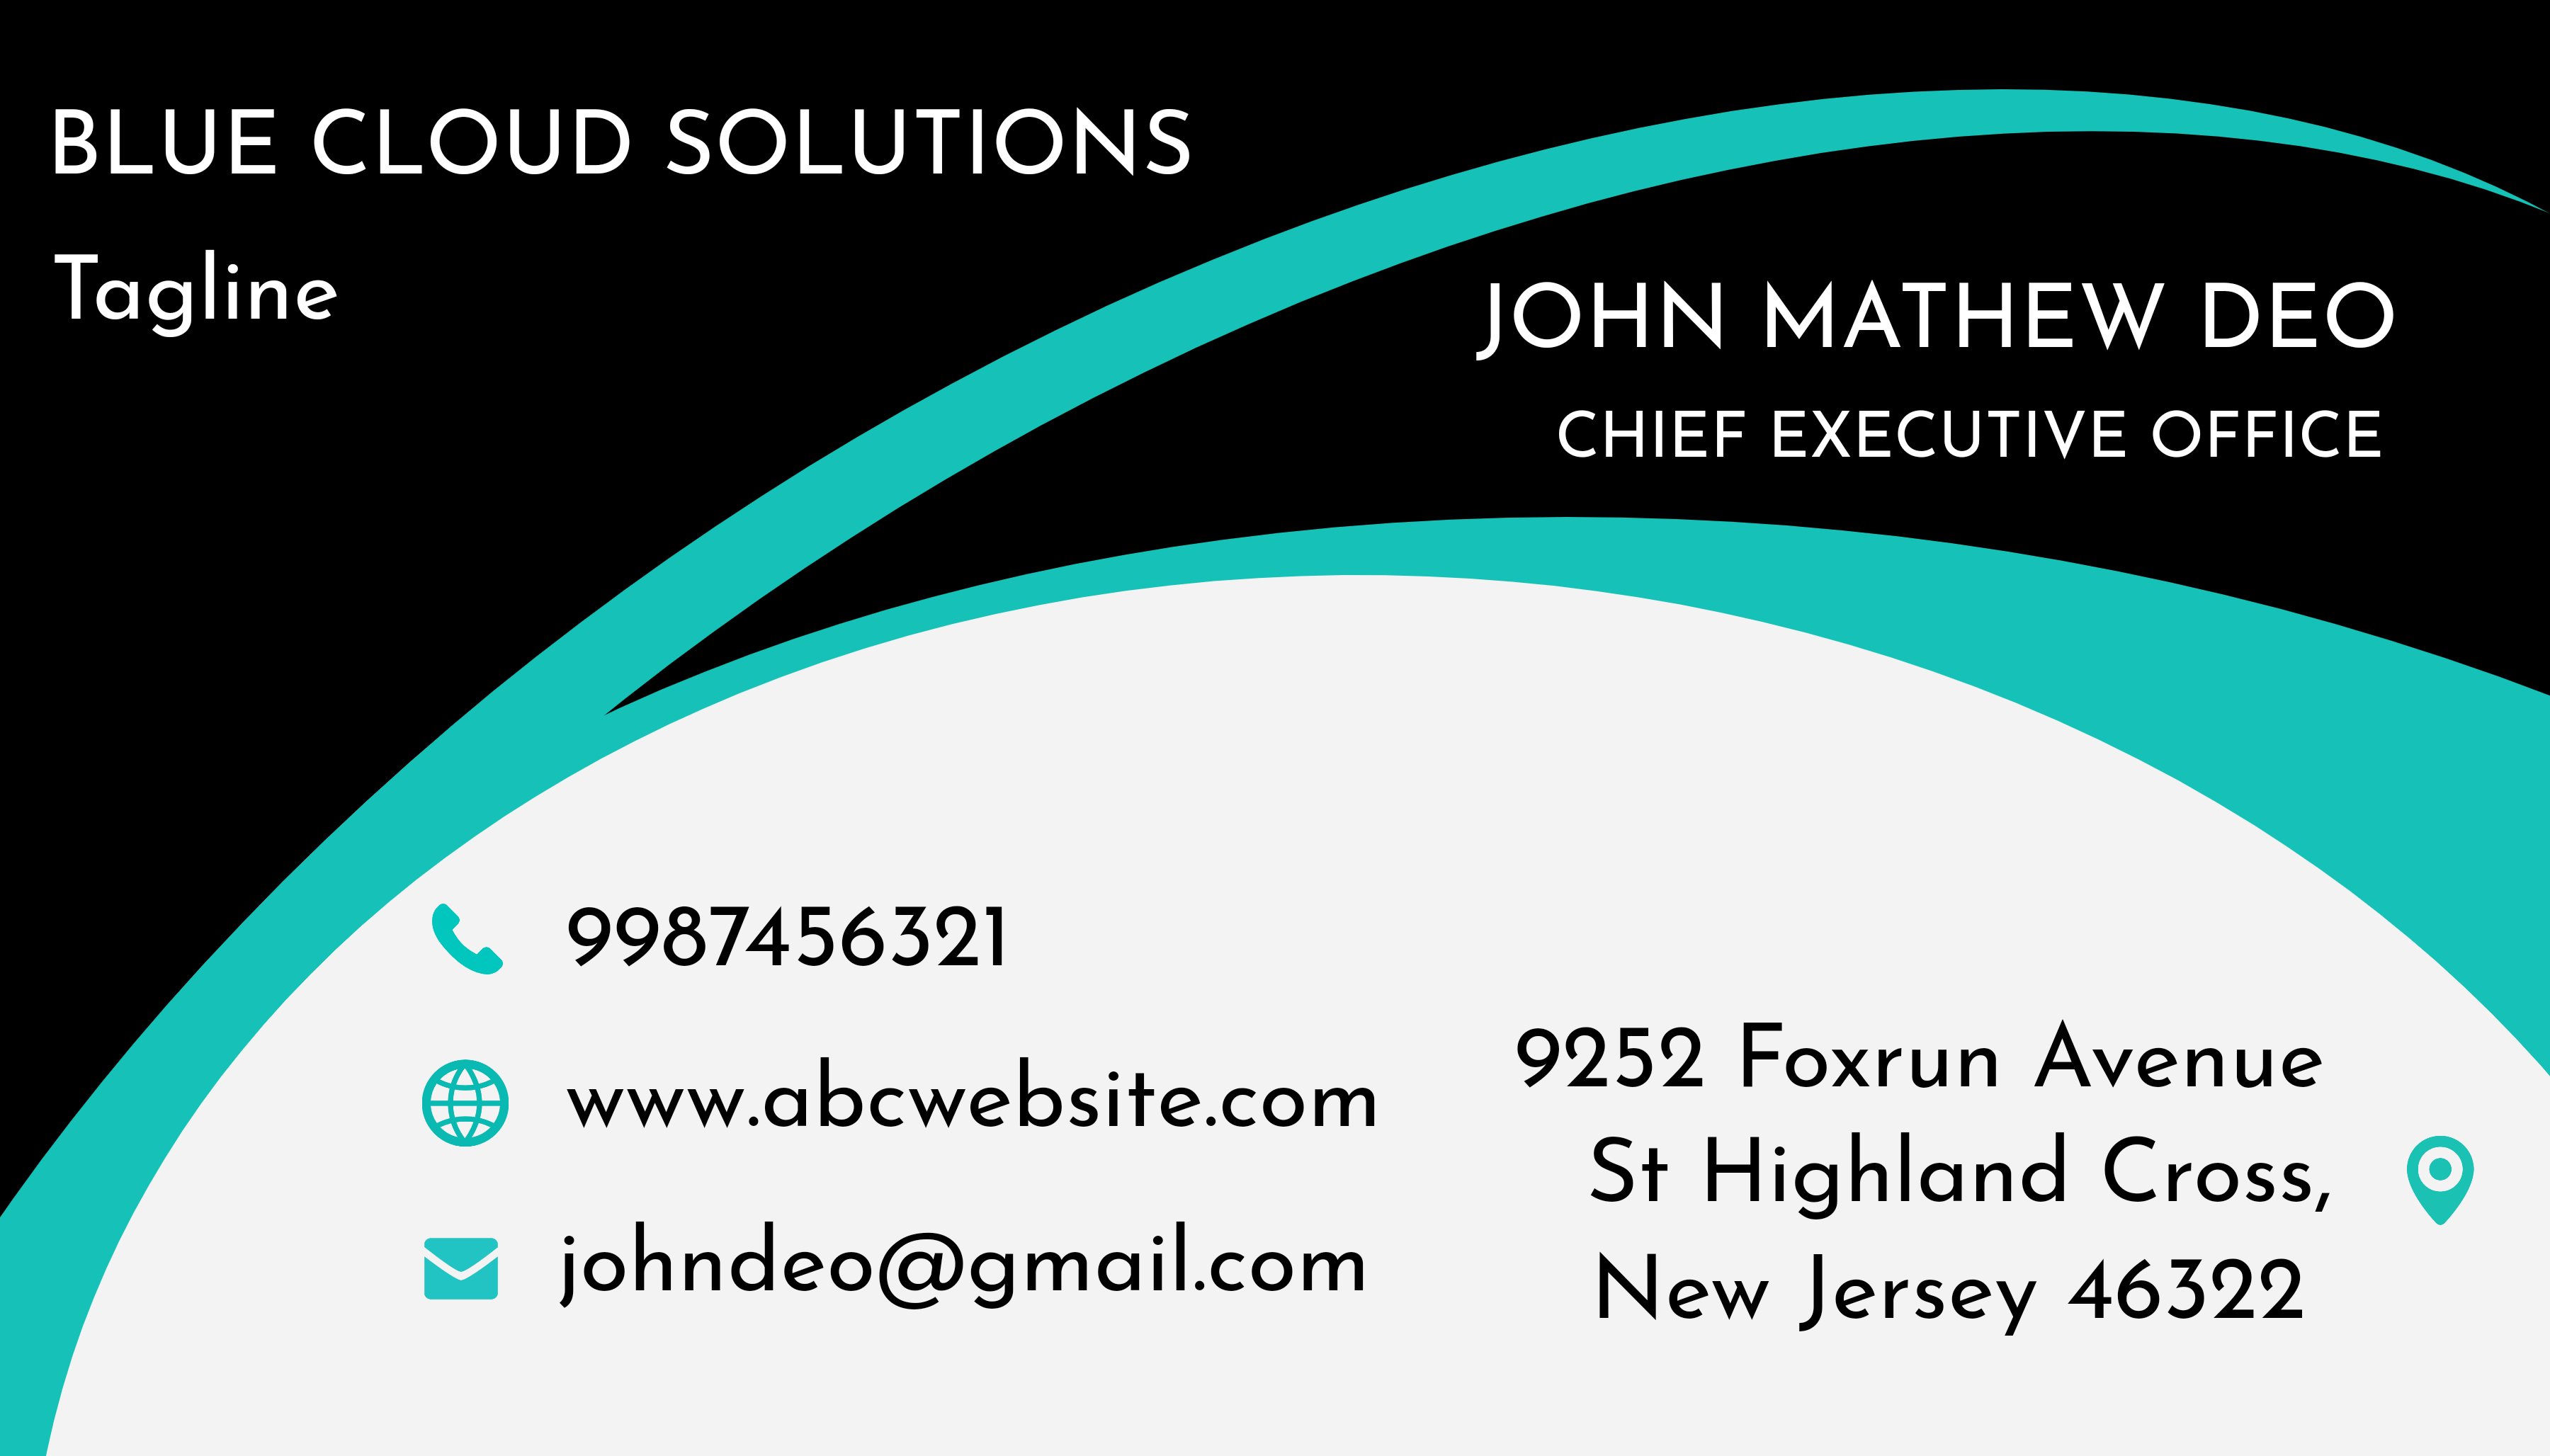 BLUE CLOUD SOLUTIONS
Tagline
JOHN MATHEW DEO
CHIEF EXECUTIVE OFFICE
9987456321
www.abcwebsite.com
johndeo@gmail.com
9252 Foxrun Avenue
St Highland Cross,
New Jersey 46322